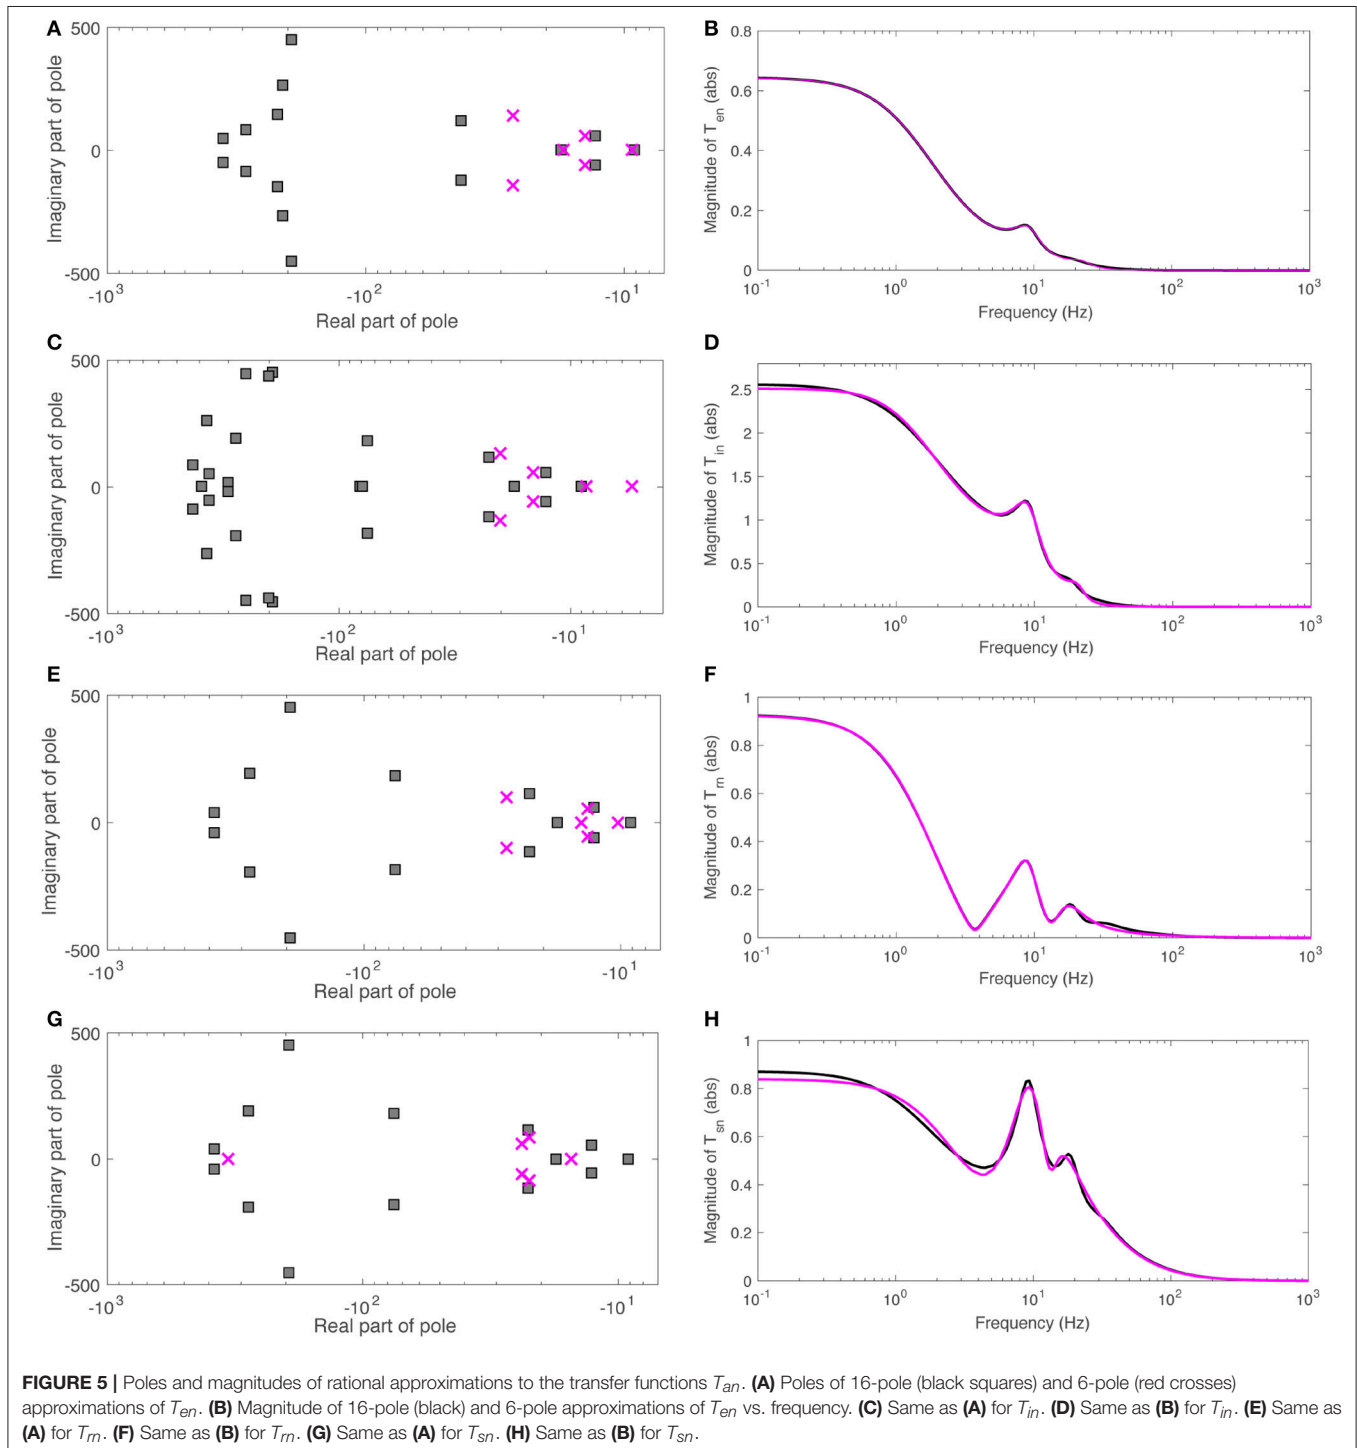 A
500
0
-500
Imaginary part of pole
-10^3
-10^2
-10^1
Real part of pole
B
0.8
0.6
0.4
0.2
0
Magnitude of T_en (abs)
10^-1
10^0
10^1
10^2
10^3
Frequency (Hz)
C
500
0
-500
Imaginary part of pole
-10^3
-10^2
-10^1
Real part of pole
D
2.5
2
1.5
1
0.5
0
Magnitude of T_in (abs)
10^-1
10^0
10^1
10^2
10^3
Frequency (Hz)
E
500
0
-500
Imaginary part of pole
-10^3
-10^2
-10^1
Real part of pole
F
1
0.8
0.6
0.4
0.2
0
Magnitude of T_rn (abs)
10^-1
10^0
10^1
10^2
10^3
Frequency (Hz)
G
500
0
-500
Imaginary part of pole
-10^3
-10^2
-10^1
Real part of pole
H
1
0.8
0.6
0.4
0.2
0
Magnitude of T_sn (abs)
10^-1
10^0
10^1
10^2
10^3
Frequency (Hz)
FIGURE 5 | Poles and magnitudes of rational approximations to the transfer functions T_an. (A) Poles of 16-pole (black squares) and 6-pole (red crosses)
approximations of T_en. (B) Magnitude of 16-pole (black) and 6-pole approximations of T_en vs. frequency. (C) Same as (A) for T_in. (D) Same as (B) for T_in. (E) Same as
(A) for T_rn. (F) Same as (B) for T_rn. (G) Same as (A) for T_sn. (H) Same as (B) for T_sn.